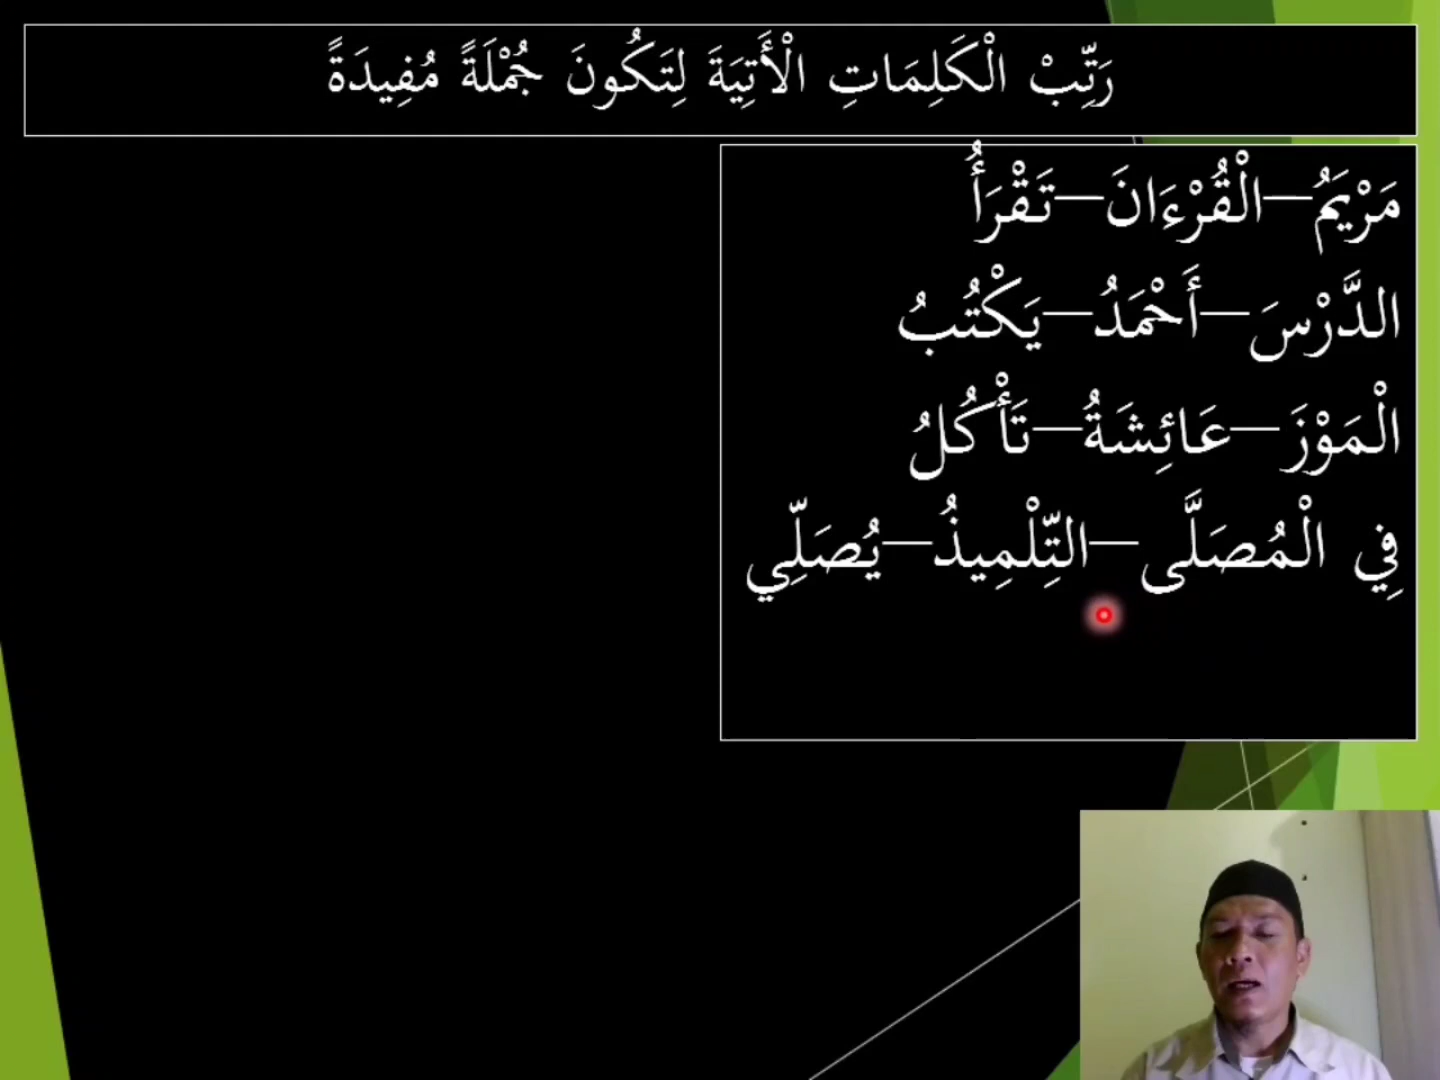 رَتِّبْ الْكَلِمَاتِ الْأَتِيَةَ لِتَكُونَ جُمْلَةً مُفِيدَةً
مَرْيَمُ–الْقُرْءَانَ–تَقْرَأُ
الدَّرْسَ–أَحْمَدُ–يَكْتُبُ
الْمَوْزَ–عَائِشَةُ–تَأْكُلُ
فِي الْمُصَلَّى–التِّلْمِيذُ–يُصَلِّي